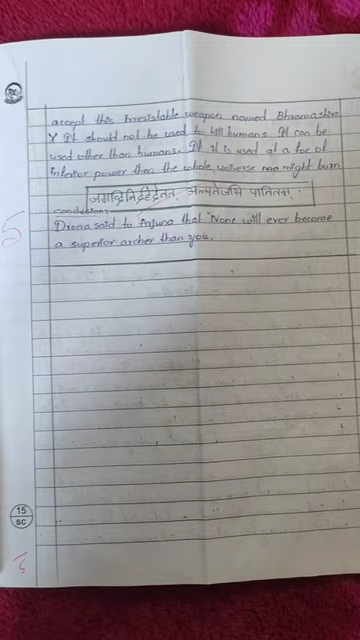 accept this Irresistable weapon named Bhramashira
X It should not be used to kill humans. It can be
used other than humans. If it is used at a foe of
inferior power then the whole universe might burn
जगद्विनिर्दहेदेतत् अल्पतेजसि पातितम्.
Conclusion:
Drona said to Arjuna that "None will ever become
a superior archer than you.
5
15
SC